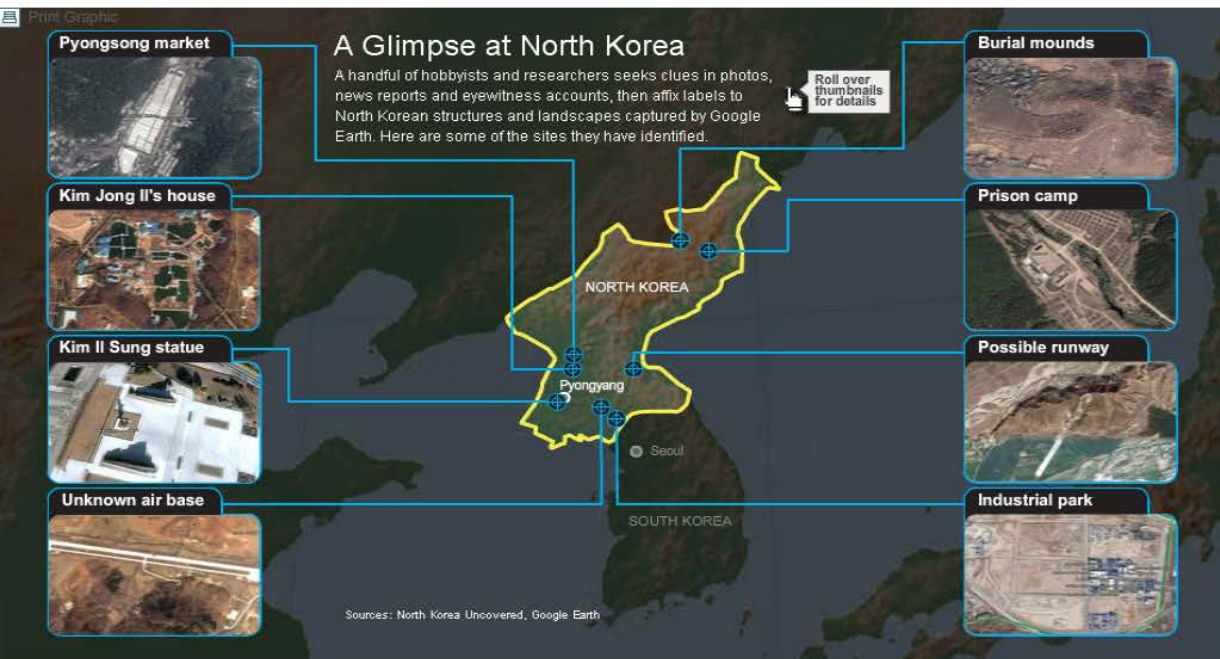 Print Graphic
A Glimpse at North Korea
A handful of hobbyists and researchers seeks clues in photos,
news reports and eyewitness accounts, then affix labels to
North Korean structures and landscapes captured by Google
Earth. Here are some of the sites they have identified.
Roll over
thumbnails
for details
Pyongsong market
Kim Jong Il's house
Kim Il Sung statue
Unknown air base
Burial mounds
Prison camp
Possible runway
Industrial park
NORTH KOREA
Pyongyang
Seoul
SOUTH KOREA
Sources: North Korea Uncovered, Google Earth